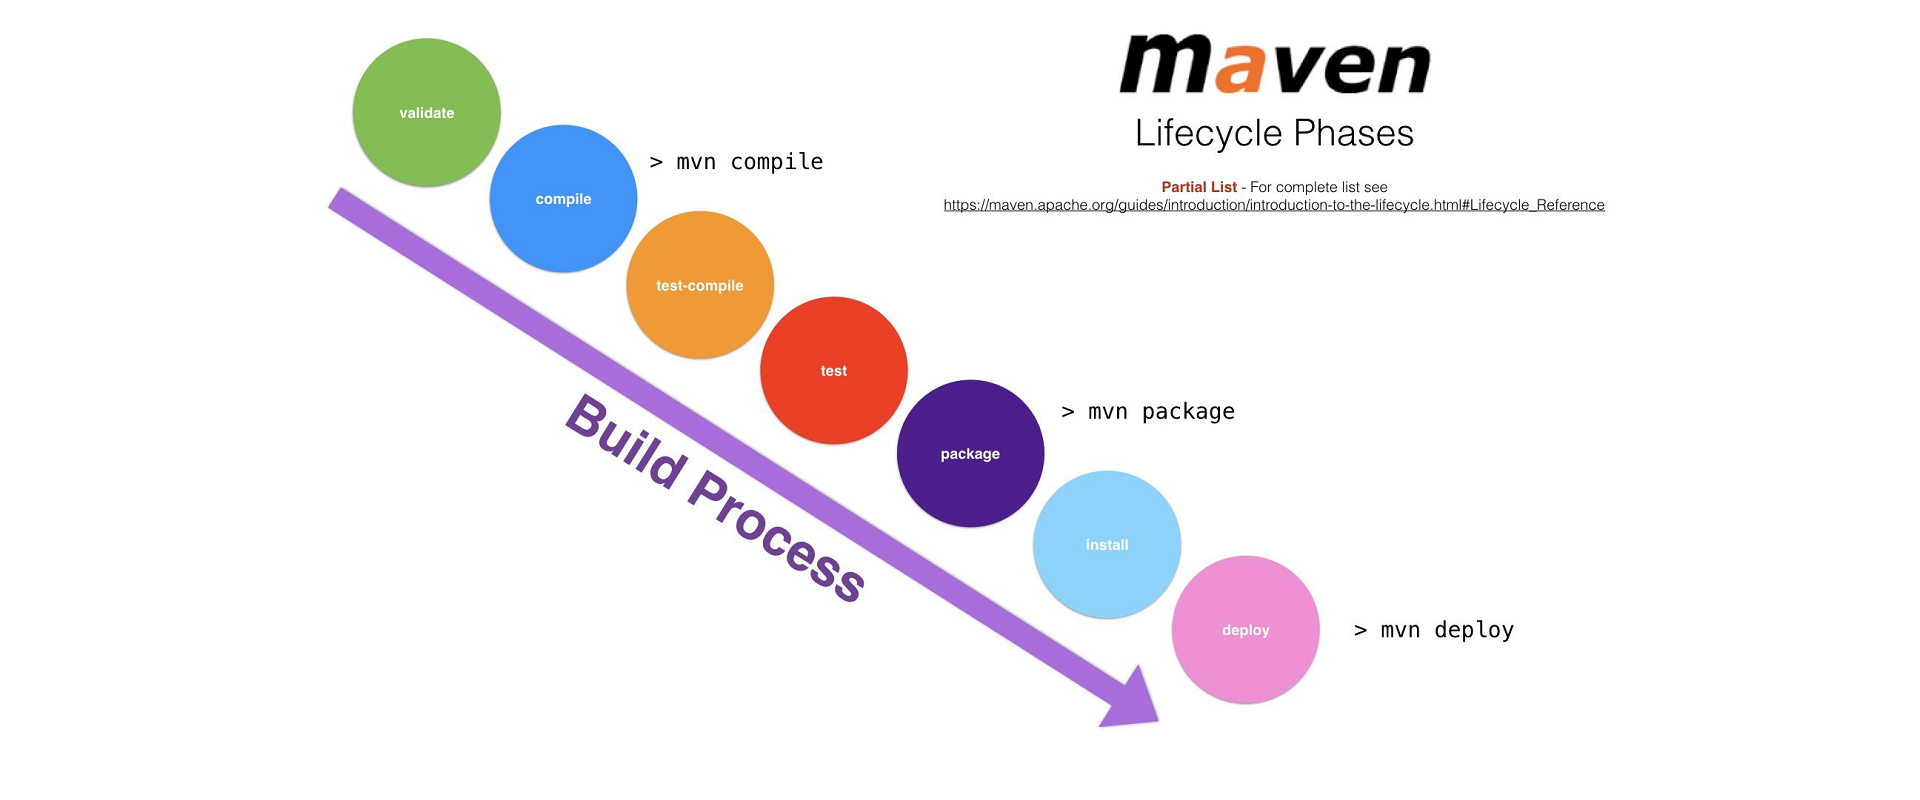 maven
Lifecycle Phases
Partial List - For complete list see
https://maven.apache.org/guides/introduction/introduction-to-the-lifecycle.html#Lifecycle_Reference
validate
compile
> mvn compile
test-compile
test
package
> mvn package
install
deploy
> mvn deploy
Build Process